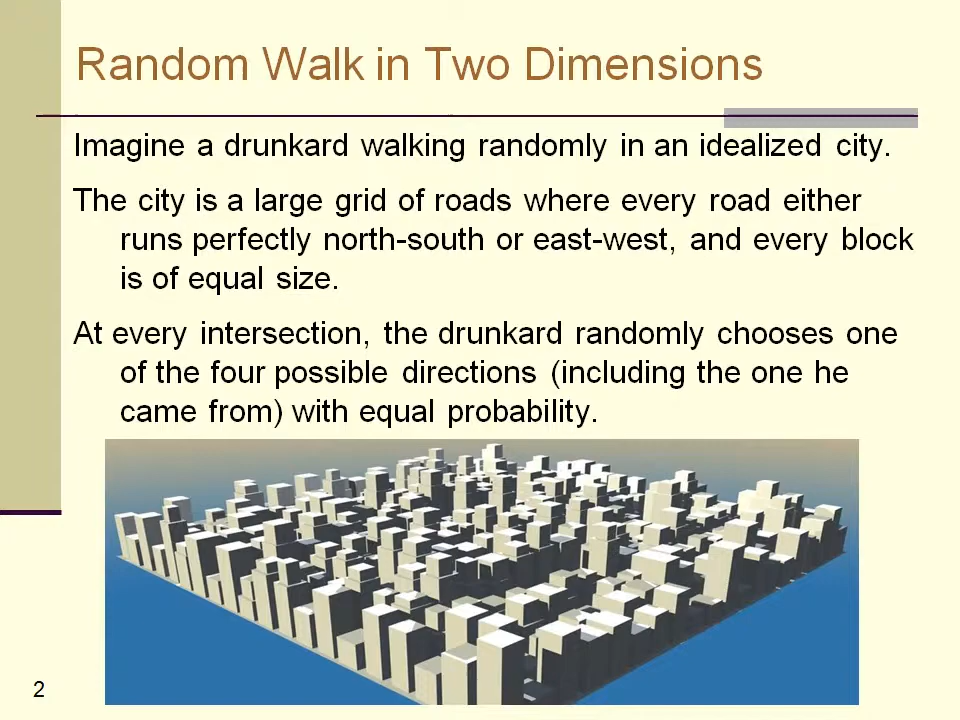 Random Walk in Two Dimensions
Imagine a drunkard walking randomly in an idealized city.
The city is a large grid of roads where every road either
runs perfectly north-south or east-west, and every block
is of equal size.
At every intersection, the drunkard randomly chooses one
of the four possible directions (including the one he
came from) with equal probability.
2